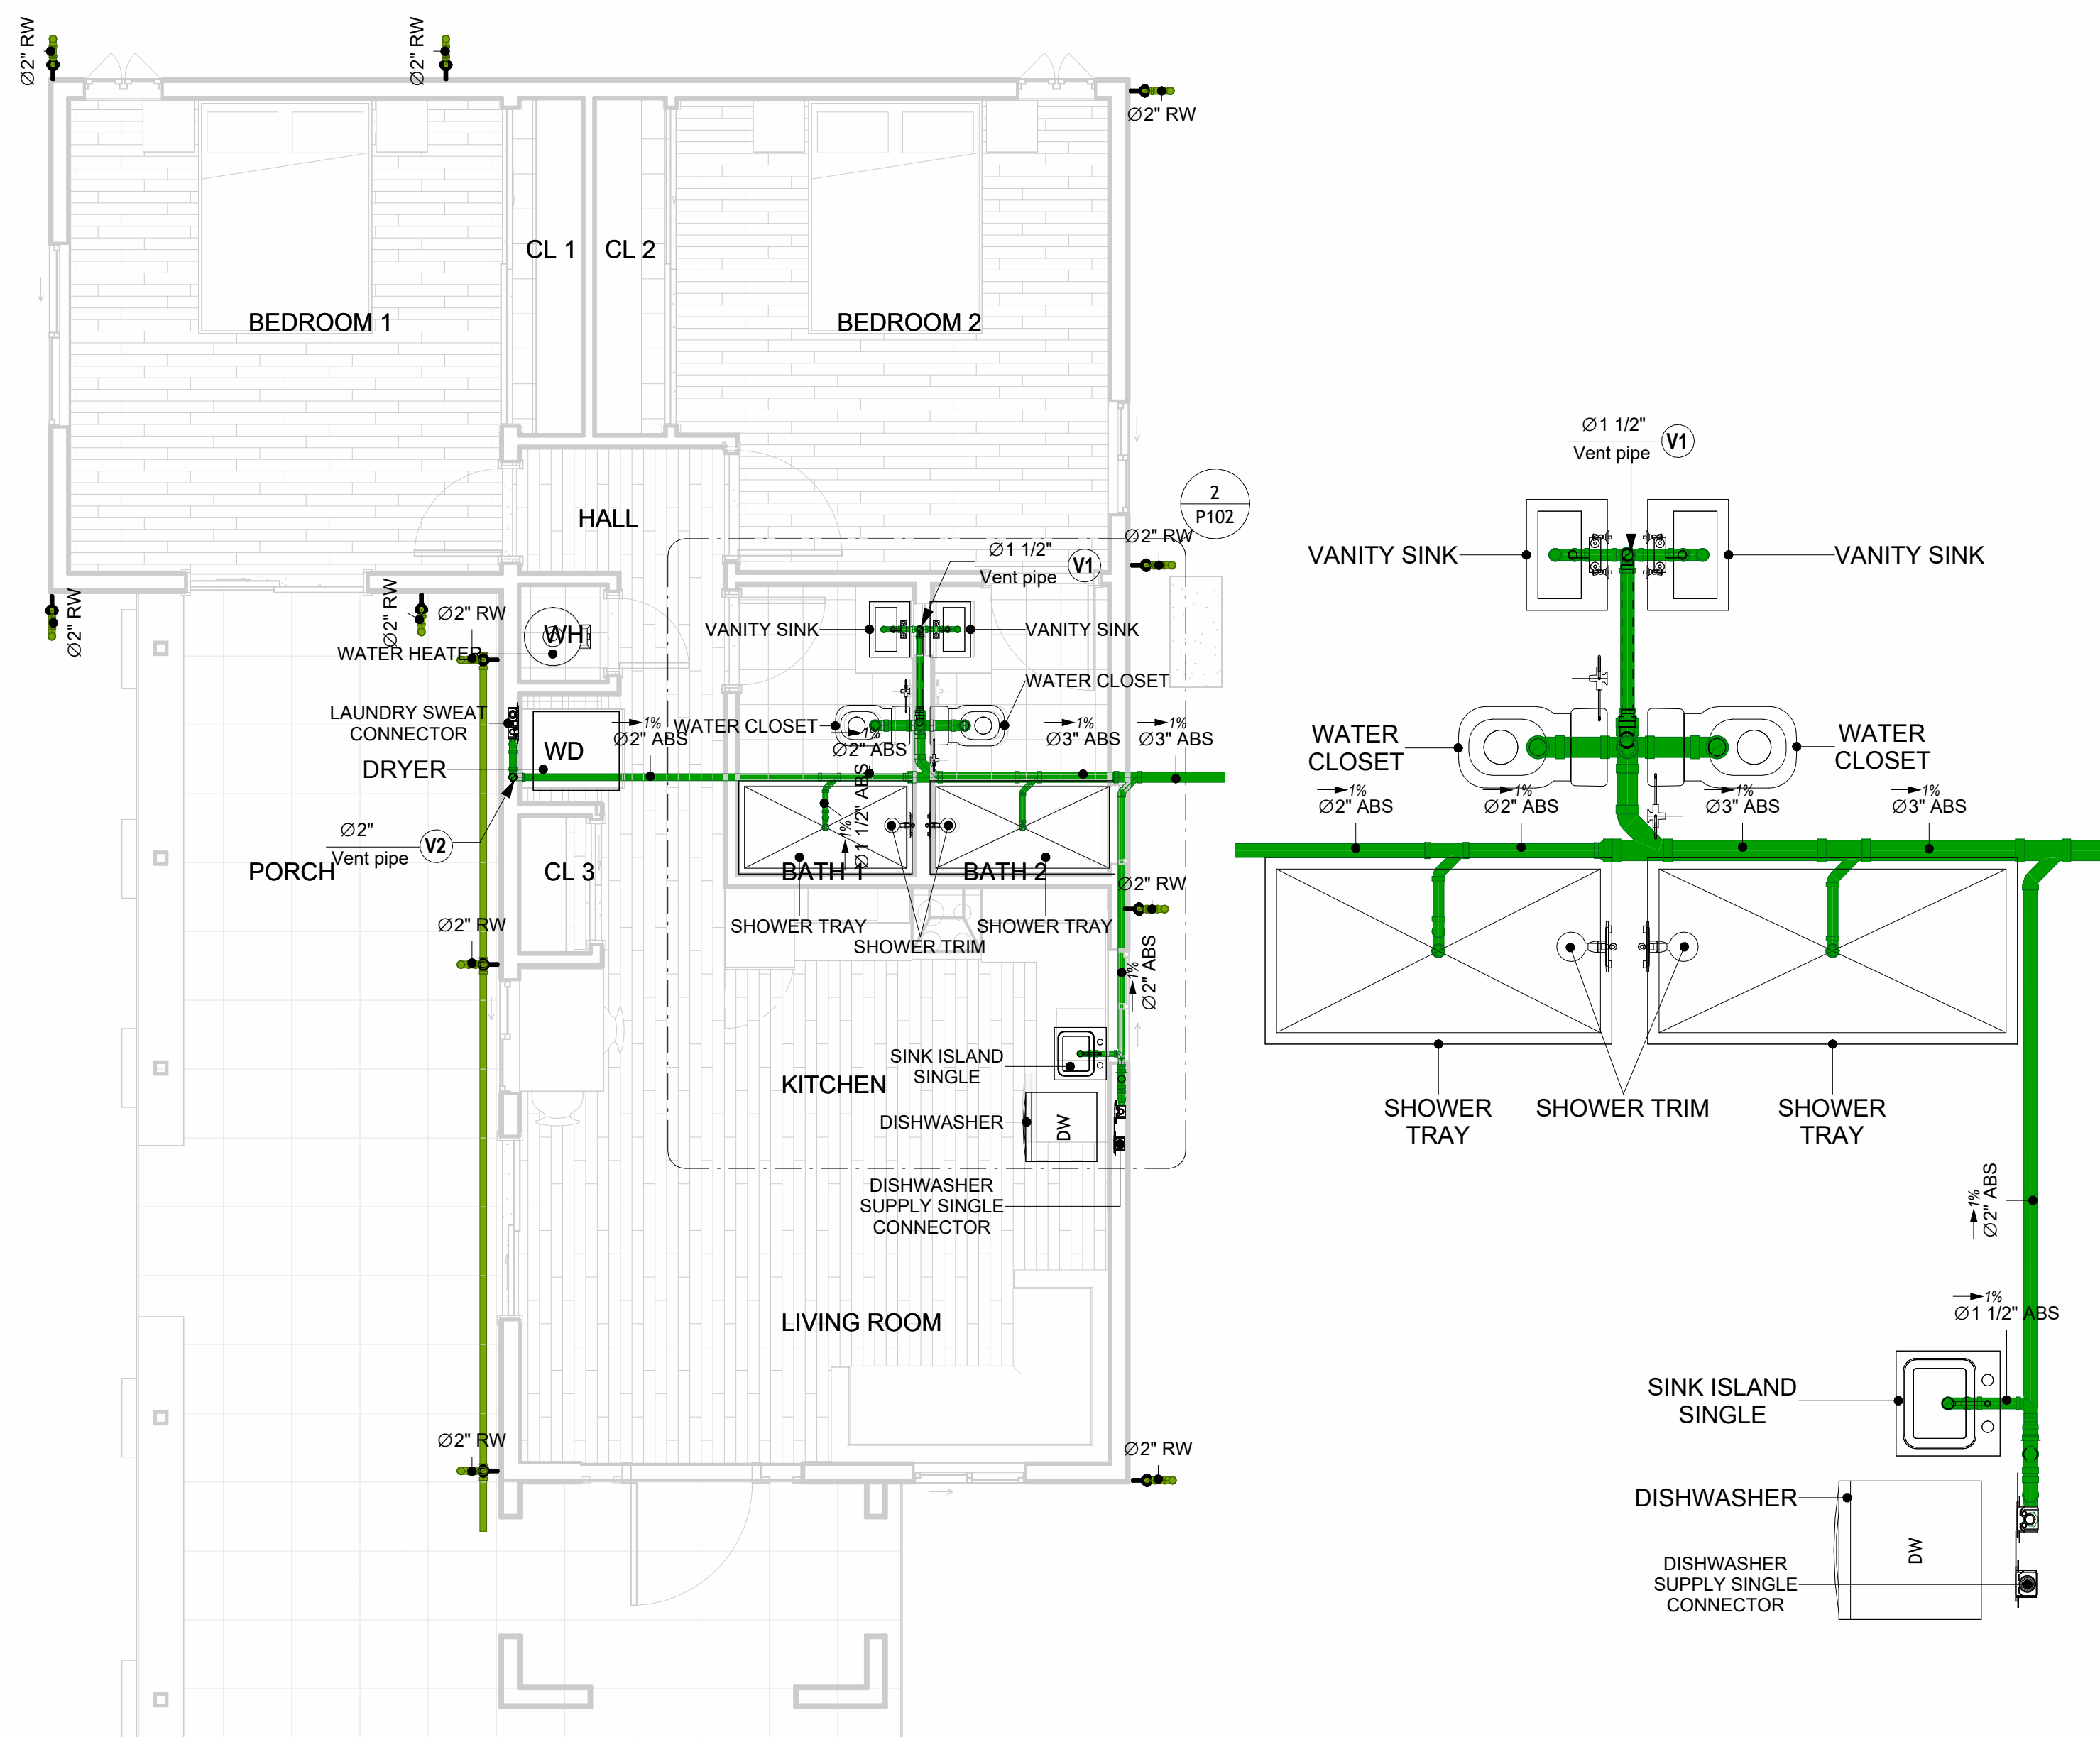 Ø2" RW
Ø2" RW
Ø2" RW
CL 1
CL 2
BEDROOM 1
BEDROOM 2
HALL
2
P102
Ø2" RW
Ø1 1/2"
Vent pipe
V1
Ø2" RW
Ø2" RW
Ø2" RW
WH
WATER HEATER
VANITY SINK
VANITY SINK
WATER CLOSET
LAUNDRY SWEAT
CONNECTOR
WATER CLOSET
1%
Ø2" ABS
1%
Ø2" ABS
1%
Ø3" ABS
1%
Ø3" ABS
WD
DRYER
1%
Ø1 1/2" ABS
Ø2"
Vent pipe
V2
PORCH
CL 3
BATH 1
BATH 2
Ø2" RW
Ø2" RW
SHOWER TRAY
SHOWER TRIM
SHOWER TRAY
1%
Ø2" ABS
SINK ISLAND
SINGLE
KITCHEN
DISHWASHER
DW
DISHWASHER
SUPPLY SINGLE
CONNECTOR
LIVING ROOM
Ø2" RW
Ø2" RW
Ø1 1/2"
Vent pipe
V1
VANITY SINK
VANITY SINK
WATER
CLOSET
WATER
CLOSET
1%
Ø2" ABS
1%
Ø2" ABS
1%
Ø3" ABS
1%
Ø3" ABS
SHOWER
TRAY
SHOWER TRIM
SHOWER
TRAY
1%
Ø2" ABS
1%
Ø1 1/2" ABS
SINK ISLAND
SINGLE
DISHWASHER
DW
DISHWASHER
SUPPLY SINGLE
CONNECTOR